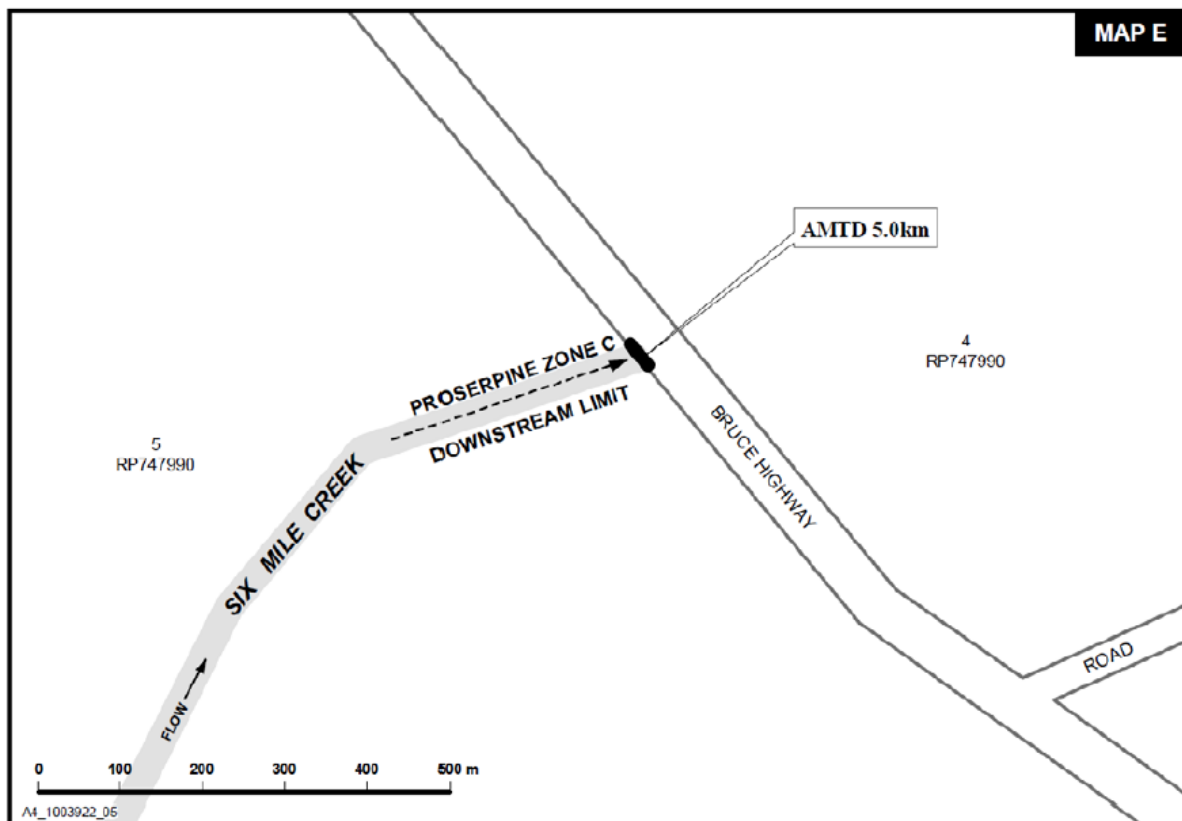 MAP E
AMTD 5.0km
4
RP747990
PROSERPINE ZONE C
DOWNSTREAM LIMIT
BRUCE HIGHWAY
5
RP747990
SIX MILE CREEK
ROAD
FLOW
0 100 200 300 400 500 m
A4_1003922_05